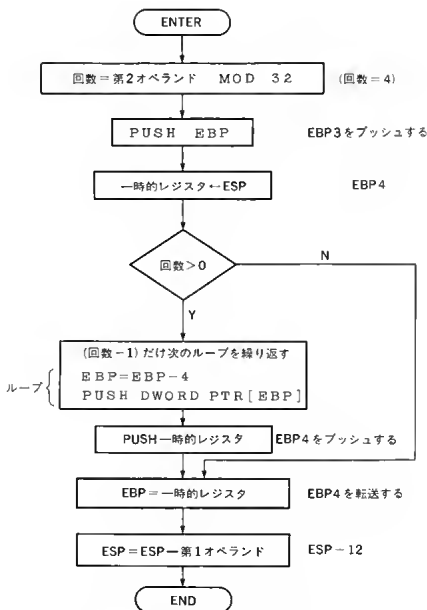 ENTER
回数=第2オペランド MOD 32 (回数=4)
PUSH EBP EBP3をプッシュする
一時的レジスタ←ESP EBP4
回数>0
N
Y
(回数-1)だけ次のループを繰り返す
ループ
EBP=EBP-4
PUSH DWORD PTR[EBP]
PUSH一時的レジスタ EBP4をプッシュする
EBP=一時的レジスタ EBP4を転送する
ESP=ESP-第1オペランド ESP-12
END